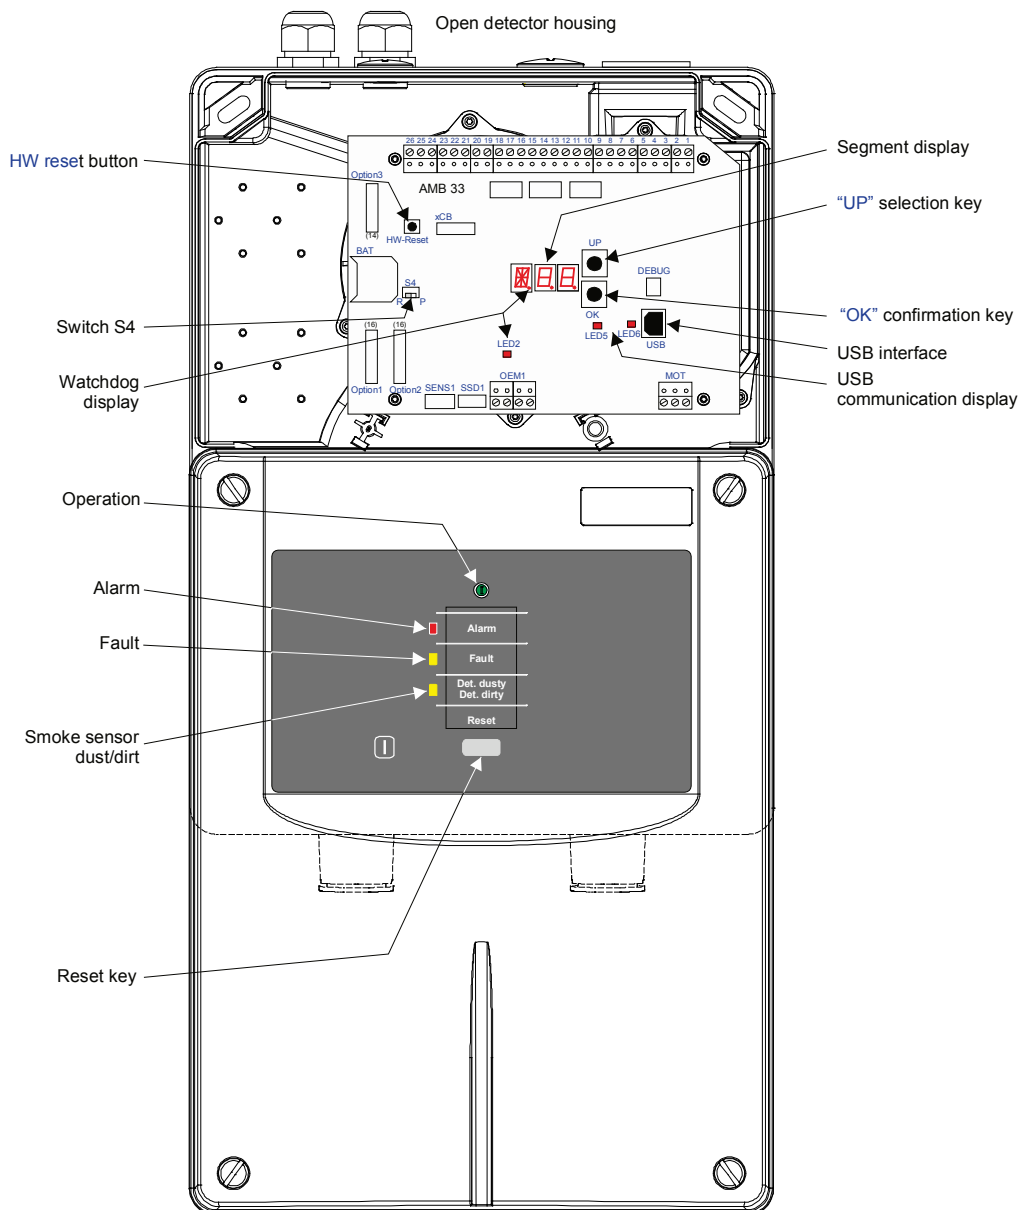 Open detector housing
26 25 24 23 22 21 20 19 18 17 16 15 14 13 12 11 10 9 8 7 6 5 4 3 2 1
HW reset button
Segment display
Option3
AMB 33
"UP" selection key
xCB
(14)
HW-Reset
UP
BAT
DEBUG
S4
R P
Switch S4
"OK" confirmation key
OK
(16) (16)
LED5
LED6
USB
USB interface
LED2
Watchdog
display
USB
communication display
Option1
Option2
SENS1
SSD1
OEM1
MOT
Operation
Alarm
Alarm
Fault
Fault
Det. dusty
Det. dirty
Reset
Smoke sensor
dust/dirt
Reset key